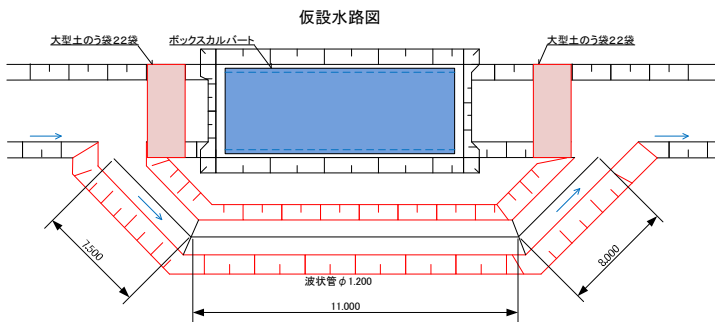 仮設水路図
大型土のう袋22袋
ボックスカルバート
大型土のう袋22袋
7.500
8.000
波状管φ1.200
11.000